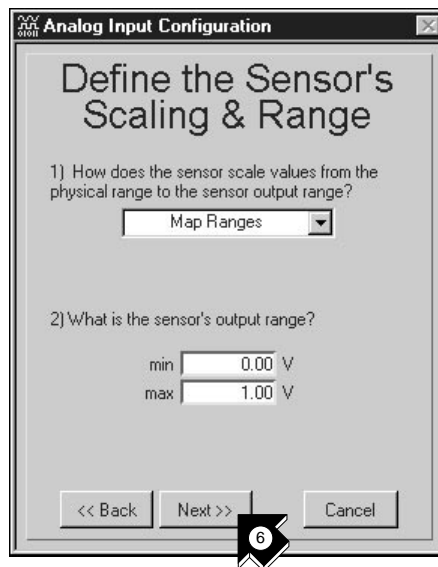 Analog Input Configuration
Define the Sensor's
Scaling & Range
1) How does the sensor scale values from the
physical range to the sensor output range?
Map Ranges
2) What is the sensor's output range?
min 0.00 V
max 1.00 V
<< Back Next >> Cancel
6